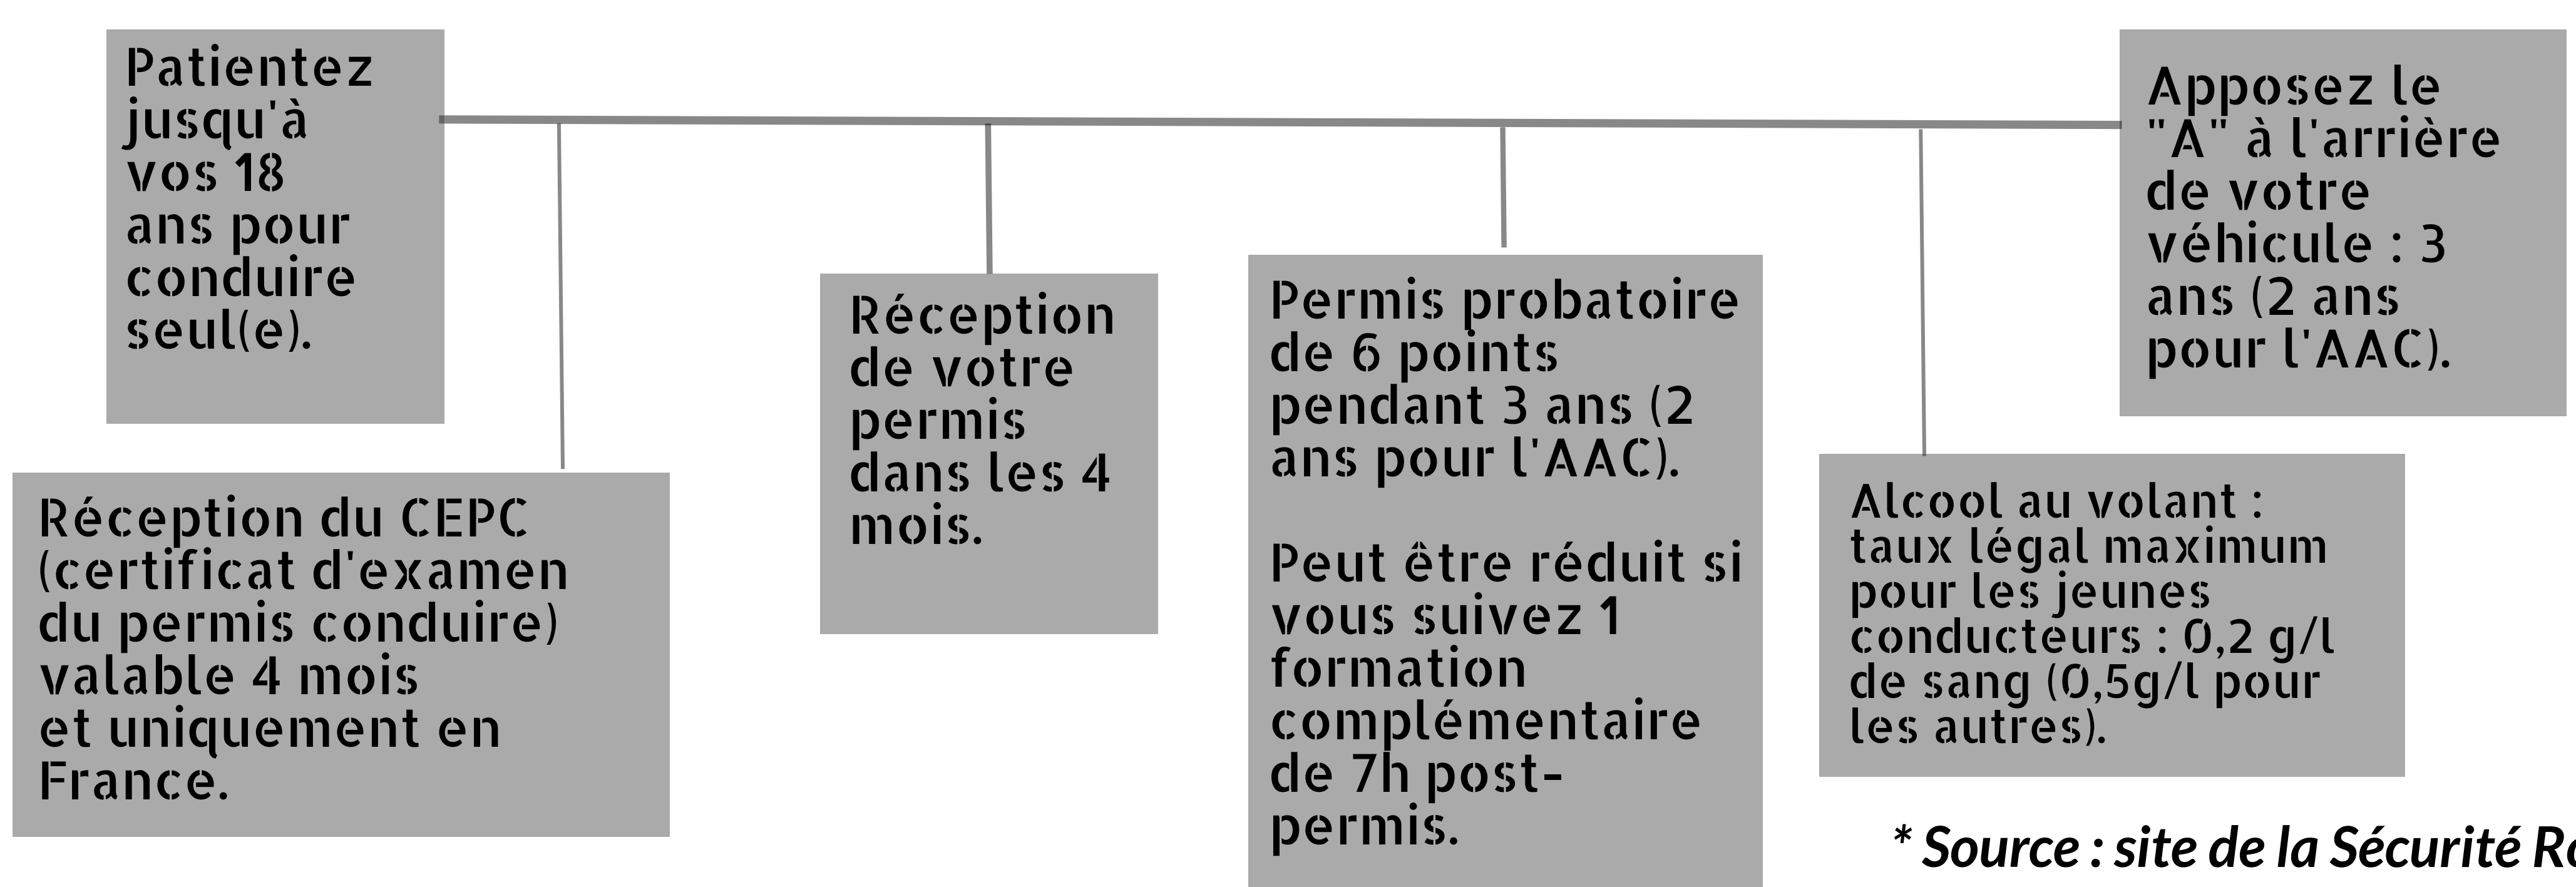 Patientez
jusqu'à
vos 18
ans pour
conduire
seul(e).
Réception du CEPC
(certificat d'examen
du permis conduire)
valable 4 mois
et uniquement en
France.
Réception
de votre
permis
dans les 4
mois.
Permis probatoire
de 6 points
pendant 3 ans (2
ans pour l'AAC).
Peut être réduit si
vous suivez 1
formation
complémentaire
de 7h post-
permis.
Alcool au volant :
taux légal maximum
pour les jeunes
conducteurs : 0,2 g/l
de sang (0,5g/l pour
les autres).
Apposez le
"A" à l'arrière
de votre
véhicule : 3
ans (2 ans
pour l'AAC).
* Source : site de la Sécurité